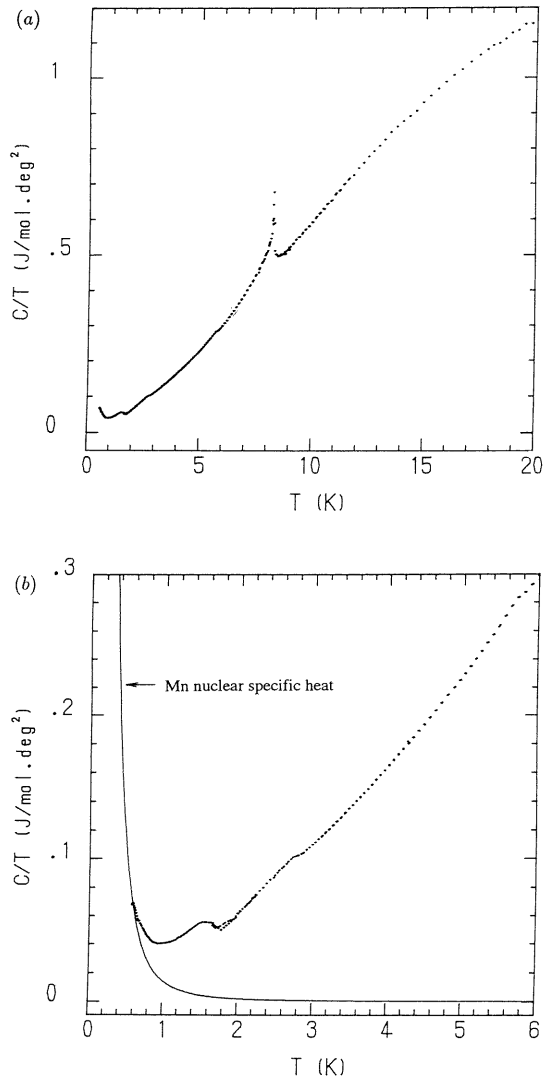 (a)
1
.5
0
C/T (J/mol.deg²)
0 5 10 15 20
T (K)
(b)
.3
.2
.1
0
C/T (J/mol.deg²)
Mn nuclear specific heat
0 1 2 3 4 5 6
T (K)